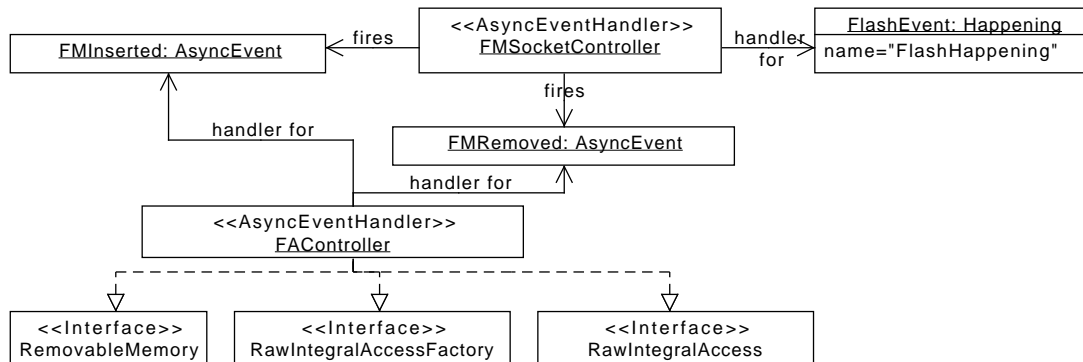 <<AsyncEventHandler>>
FMSocketController
FlashEvent: Happening
name="FlashHappening"
FMInserted: AsyncEvent
fires
handler
for
fires
handler for
FMRemoved: AsyncEvent
handler for
<<AsyncEventHandler>>
FAController
<<Interface>>
RemovableMemory
<<Interface>>
RawIntegralAccessFactory
<<Interface>>
RawIntegralAccess